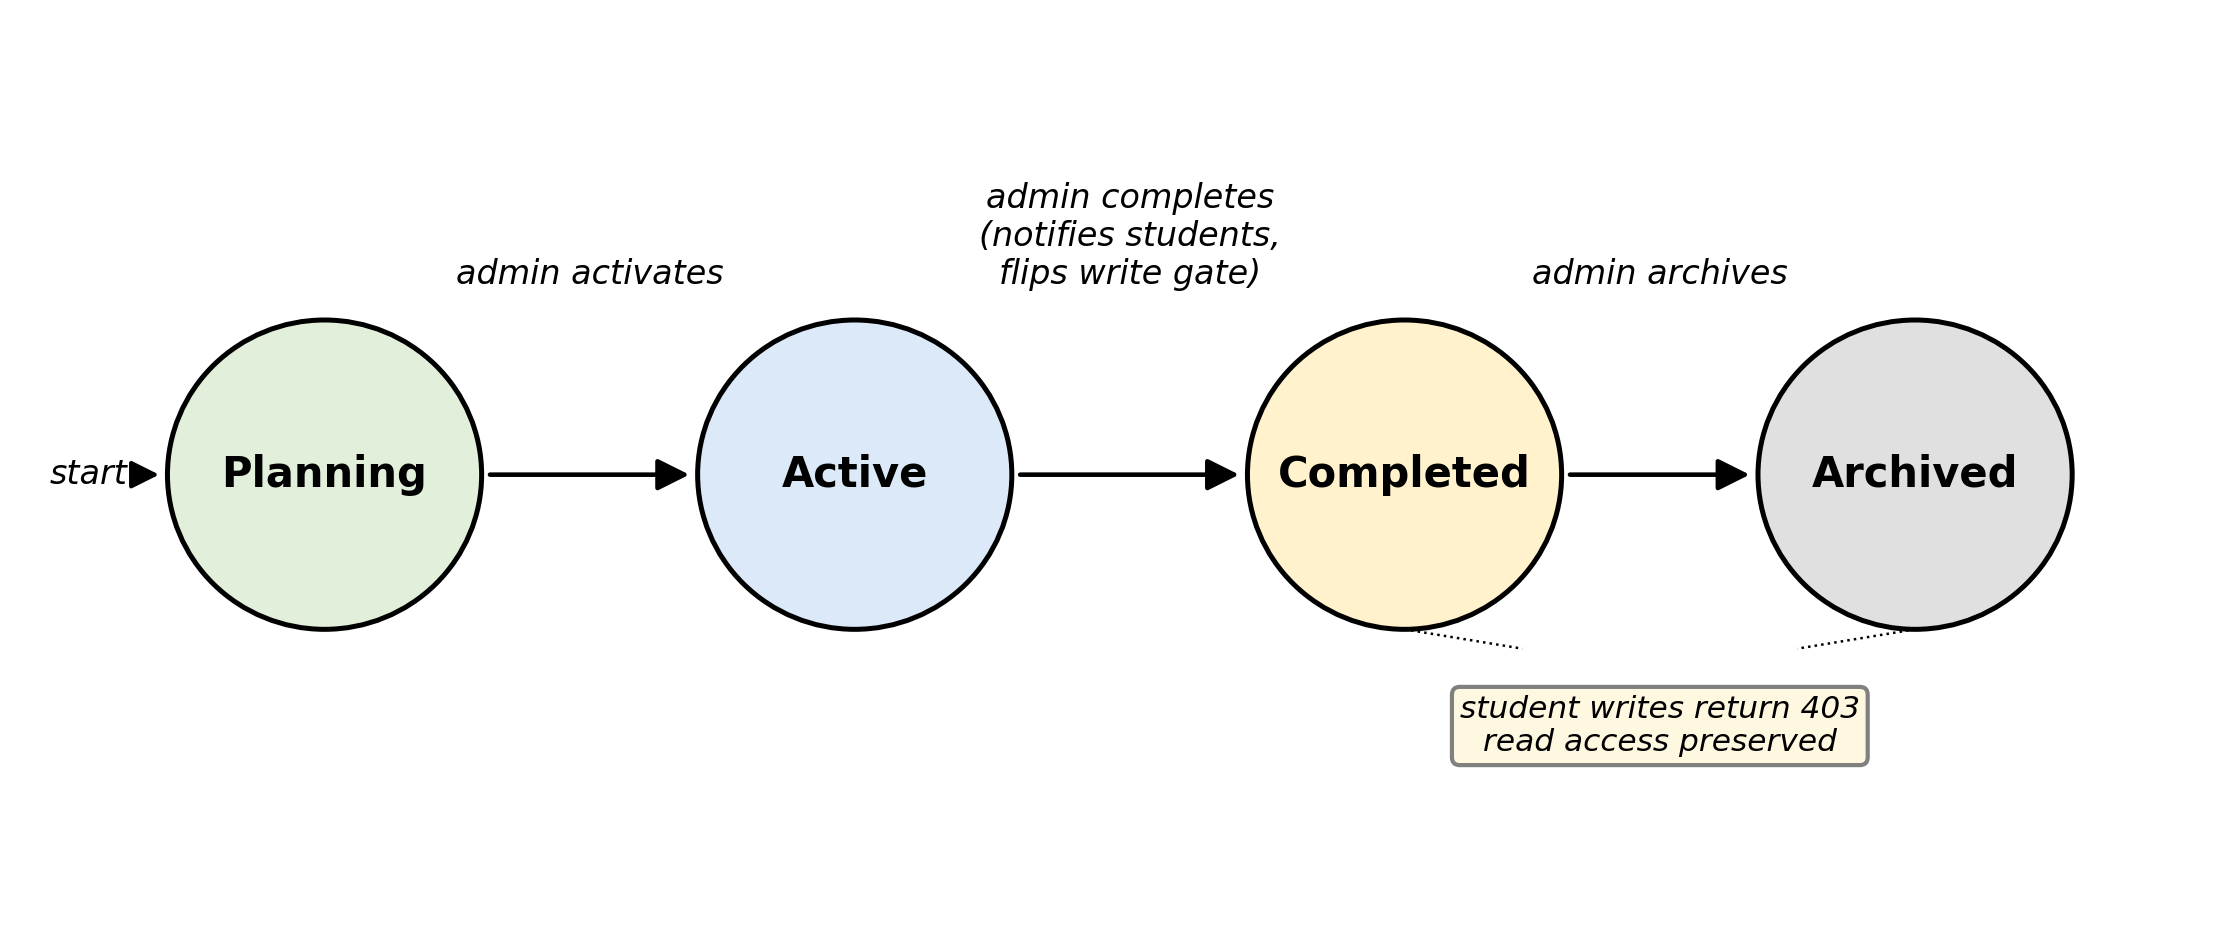 admin completes
(notifies students,
flips write gate)
admin activates
admin archives
start
Planning
Active
Completed
Archived
student writes return 403
read access preserved